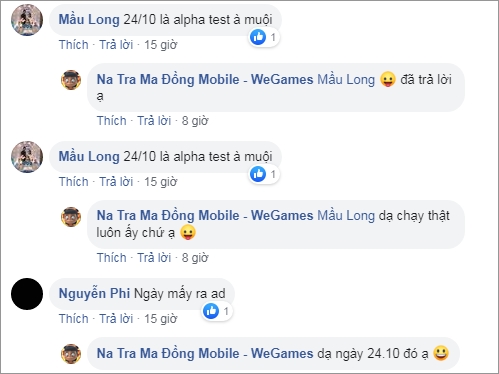 Mầu Long 24/10 là alpha test à muội
1
Thích · Trả lời · 15 giờ
Na Tra Ma Đồng Mobile - WeGames Mầu Long 😛 đã trả lời
ạ
Thích · Trả lời · 8 giờ
Mầu Long 24/10 là alpha test à muội
1
Thích · Trả lời · 15 giờ
Na Tra Ma Đồng Mobile - WeGames Mầu Long dạ chạy thật
luôn ấy chứ ạ 😛
Thích · Trả lời · 8 giờ
Nguyễn Phi Ngày mấy ra ad
1
Thích · Trả lời · 15 giờ
Na Tra Ma Đồng Mobile - WeGames dạ ngày 24.10 đó ạ 😃